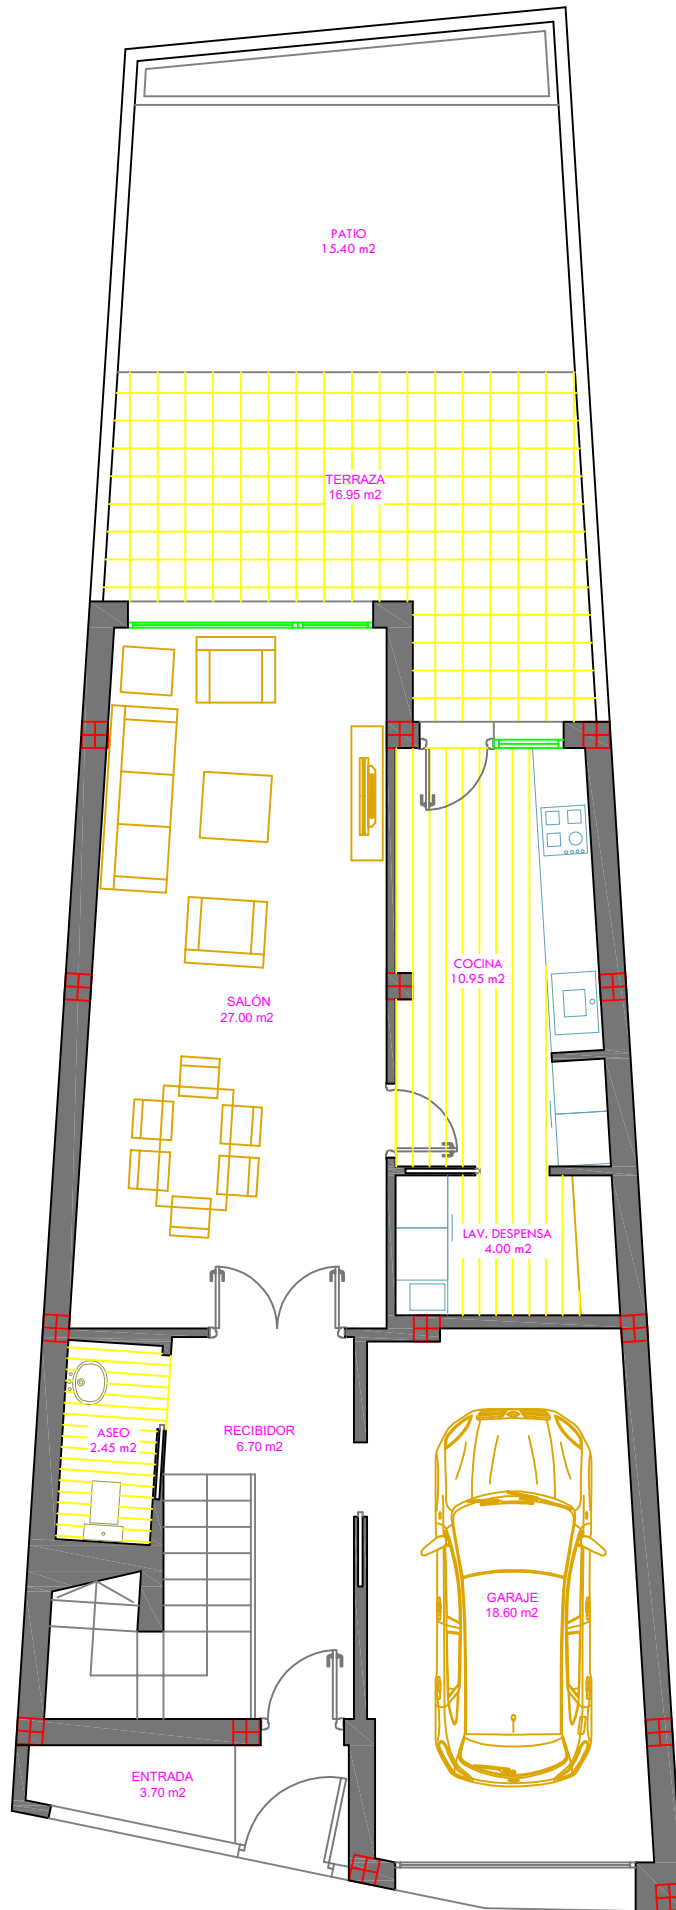 PATIO
15.40 m2
TERRAZA
16.95 m2
COCINA
10.95 m2
SALÓN
27.00 m2
LAV. DESPENSA
4.00 m2
ASEO
2.45 m2
RECIBIDOR
6.70 m2
GARAJE
18.60 m2
ENTRADA
3.70 m2